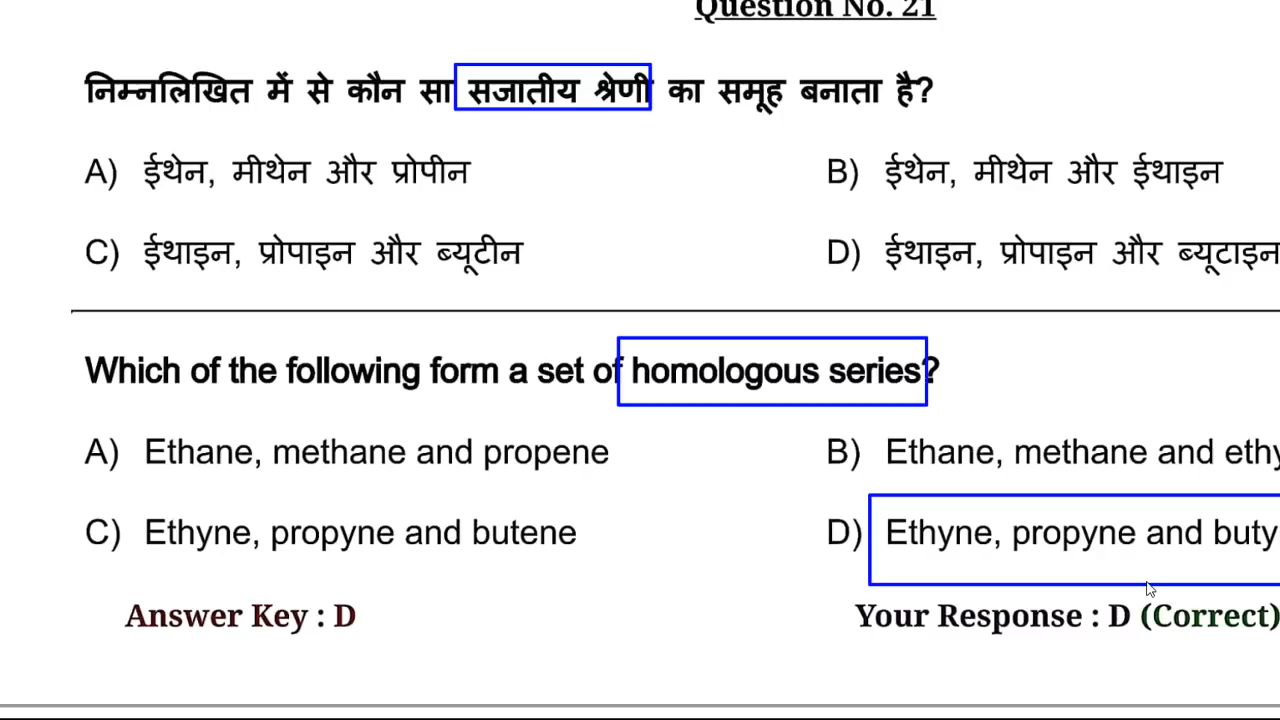 Question No. 21
निम्नलिखित में से कौन सा सजातीय श्रेणी का समूह बनाता है?
A) ईथेन, मीथेन और प्रोपीन B) ईथेन, मीथेन और ईथाइन
C) ईथाइन, प्रोपाइन और ब्यूटीन D) ईथाइन, प्रोपाइन और ब्यूटाइन
Which of the following form a set of homologous series?
A) Ethane, methane and propene B) Ethane, methane and ethy
C) Ethyne, propyne and butene D) Ethyne, propyne and buty
Answer Key : D Your Response : D (Correct)